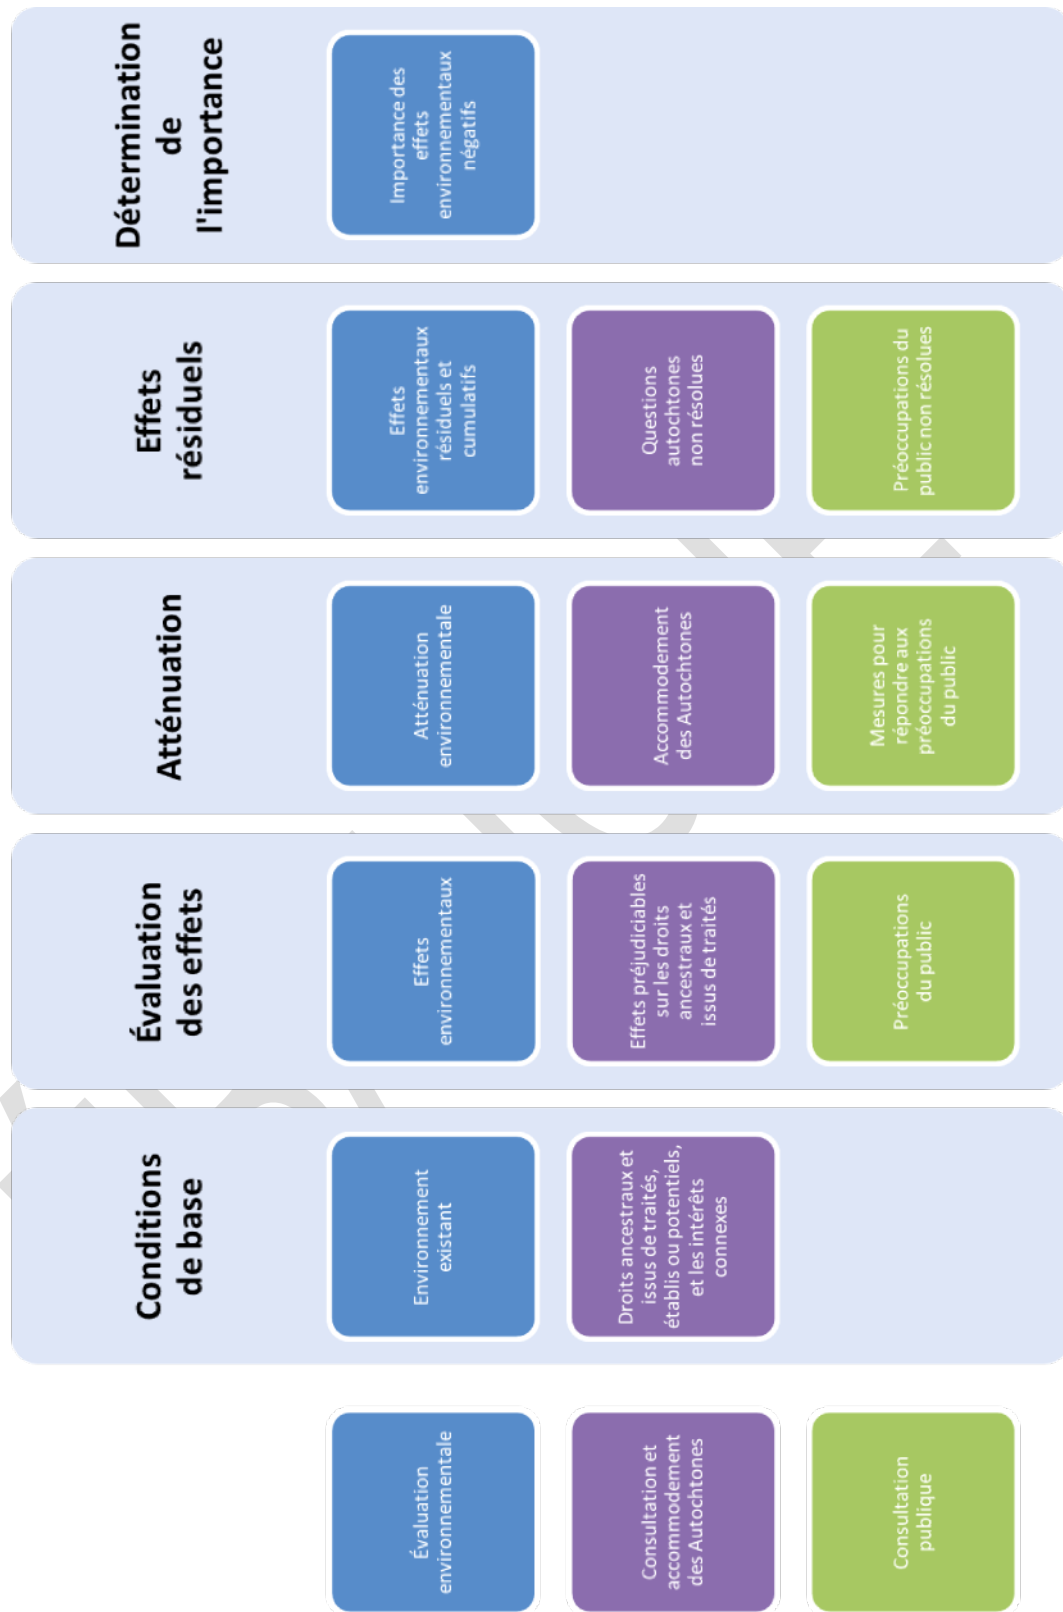 Conditions
de base
Évaluation
des effets
Atténuation
Effets
résiduels
Détermination
de
l'importance
Évaluation
environnementale
Environnement
existant
Effets
environnementaux
Atténuation
environnementale
Effets
environnementaux
résiduels et
cumulatifs
Importance des
effets
environnementaux
négatifs
Consultation et
accommodement
des Autochtones
Droits ancestraux et
issus de traités,
établis ou potentiels,
et les intérêts
connexes
Effets préjudiciables
sur les droits
ancestraux et
issus de traités
Accommodement
des Autochtones
Questions
autochtones
non résolues
Consultation
publique
Préoccupations
du public
Mesures pour
répondre aux
préoccupations
du public
Préoccupations du
public non résolues